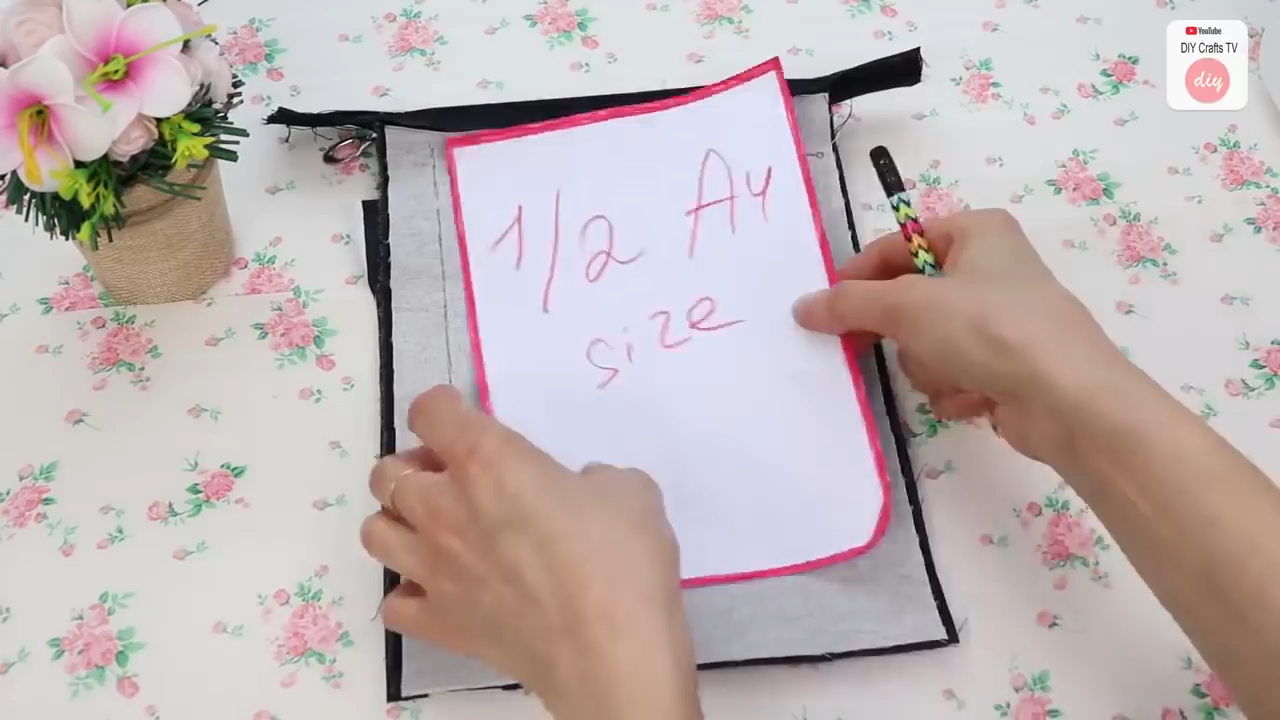 YouTube
DIY Crafts TV
diy
1/2 A4
size